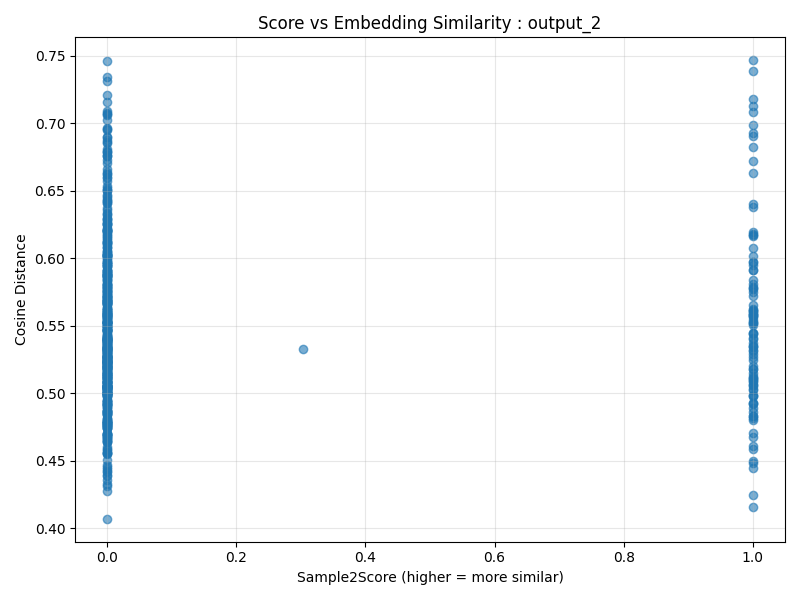 Score vs Embedding Similarity : output_2
0.75
0.70
0.65
0.60
0.55
0.50
0.45
0.40
Cosine Distance
0.0 0.2 0.4 0.6 0.8 1.0
Sample2Score (higher = more similar)